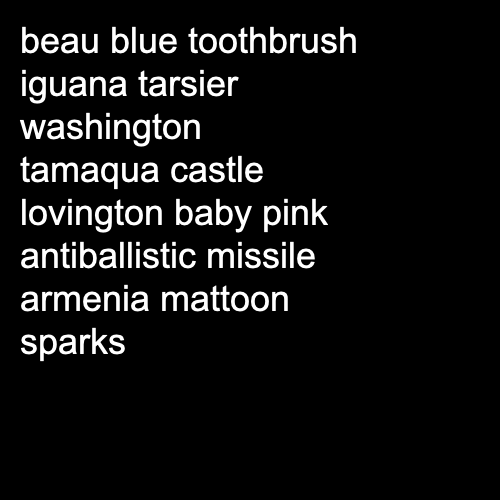 beau blue toothbrush
iguana tarsier
washington
tamaqua castle
lovington baby pink
antiballistic missile
armenia mattoon
sparks